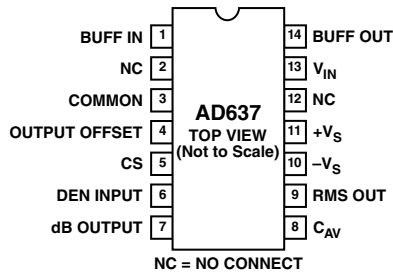 BUFF IN 1
NC 2
COMMON 3
OUTPUT OFFSET 4
CS 5
DEN INPUT 6
dB OUTPUT 7
AD637
TOP VIEW
(Not to Scale)
14 BUFF OUT
13 VIN
12 NC
11 +VS
10 –VS
9 RMS OUT
8 CAV
NC = NO CONNECT